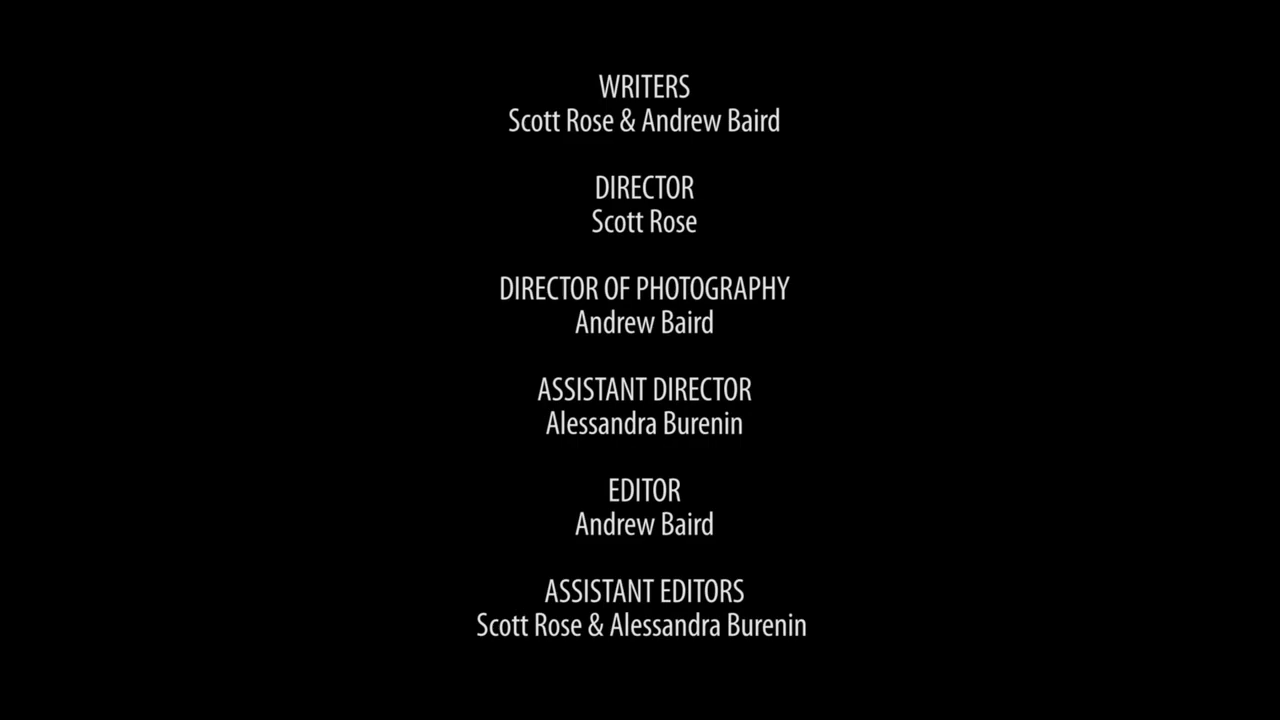 WRITERS
Scott Rose & Andrew Baird
DIRECTOR
Scott Rose
DIRECTOR OF PHOTOGRAPHY
Andrew Baird
ASSISTANT DIRECTOR
Alessandra Burenin
EDITOR
Andrew Baird
ASSISTANT EDITORS
Scott Rose & Alessandra Burenin